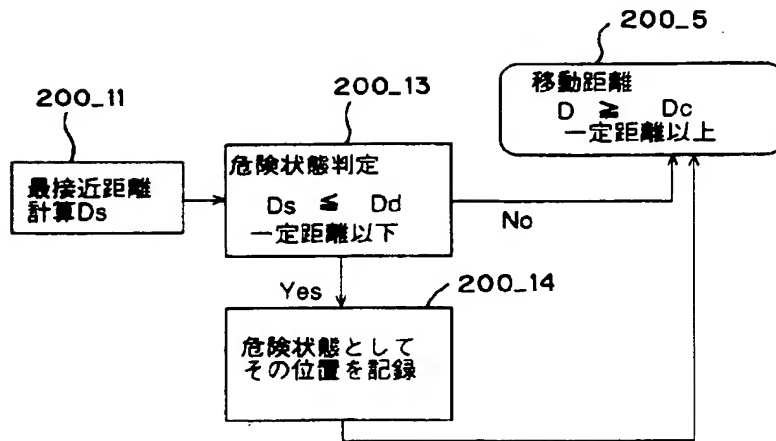 200_5
移動距離
D ≧ Dc
一定距離以上
200_11
最接近距離
計算Ds
200_13
危険状態判定
Ds ≦ Dd
一定距離以下
No
Yes
200_14
危険状態として
その位置を記録